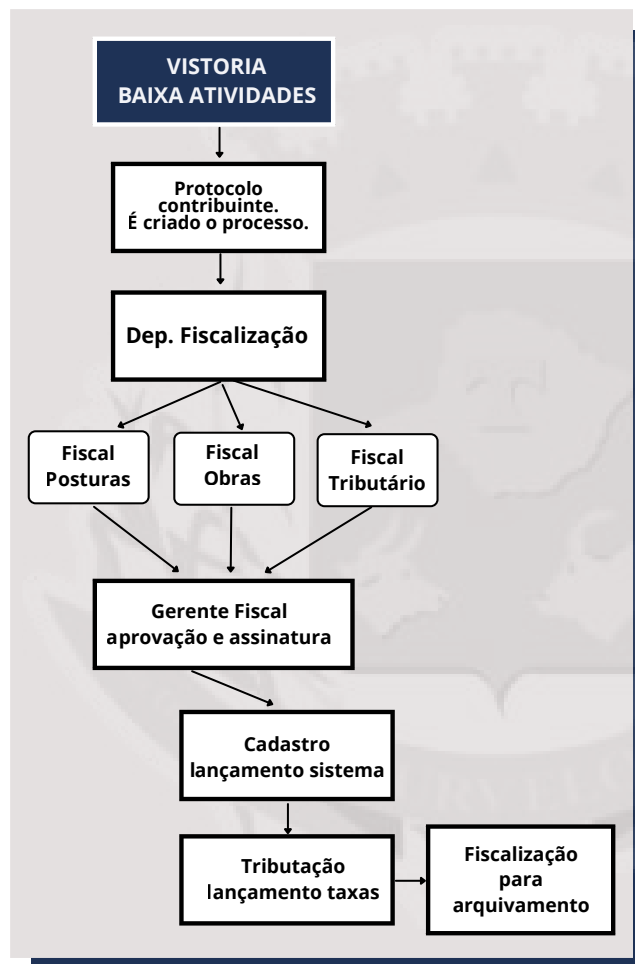 VISTORIA
BAIXA ATIVIDADES
Protocolo
contribuinte.
É criado o processo.
Dep. Fiscalização
Fiscal
Posturas
Fiscal
Obras
Fiscal
Tributário
Gerente Fiscal
aprovação e assinatura
Cadastro
lançamento sistema
Tributação
lançamento taxas
Fiscalização
para
arquivamento